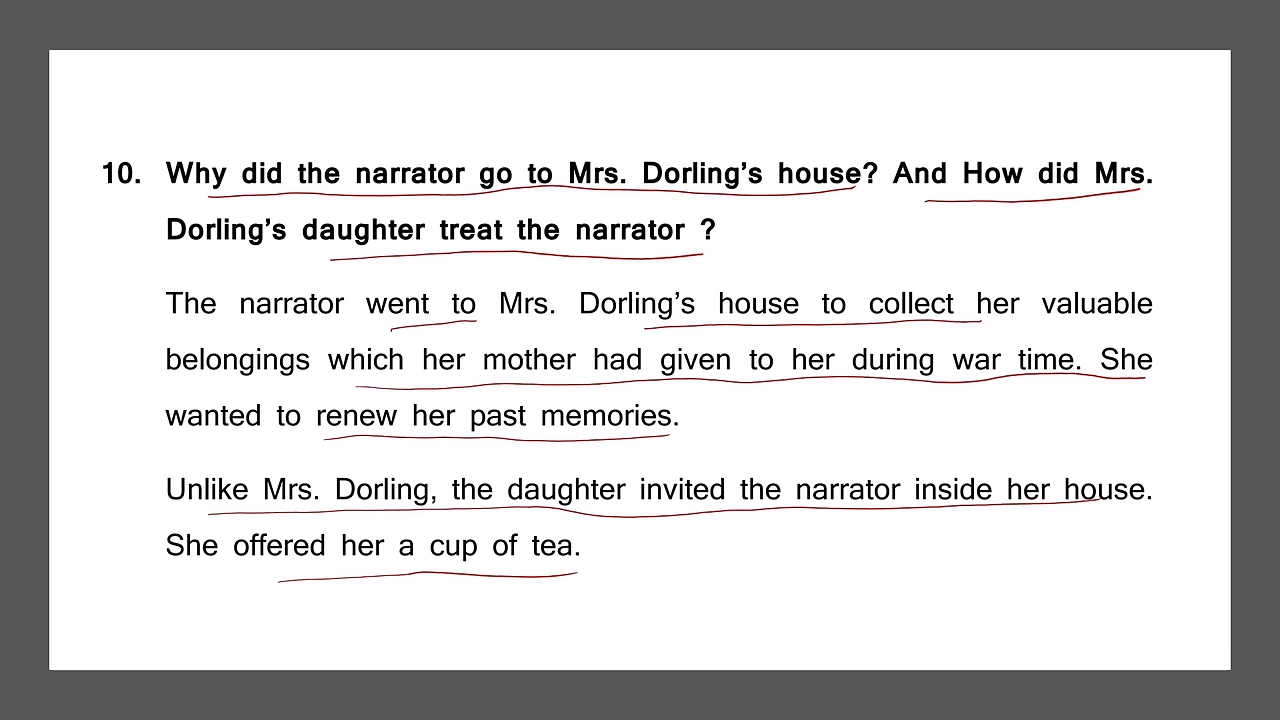 10. Why did the narrator go to Mrs. Dorling’s house? And How did Mrs.
Dorling’s daughter treat the narrator ?
The narrator went to Mrs. Dorling’s house to collect her valuable
belongings which her mother had given to her during war time. She
wanted to renew her past memories.
Unlike Mrs. Dorling, the daughter invited the narrator inside her house.
She offered her a cup of tea.